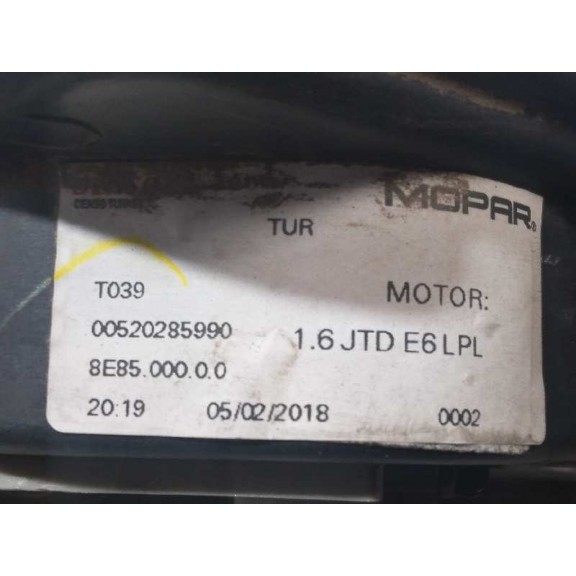 MOPAR®
TUR
T039
MOTOR:
00520285990
1.6 JTD E6 LPL
8E85.000.0.0
20:19 05/02/2018 0002